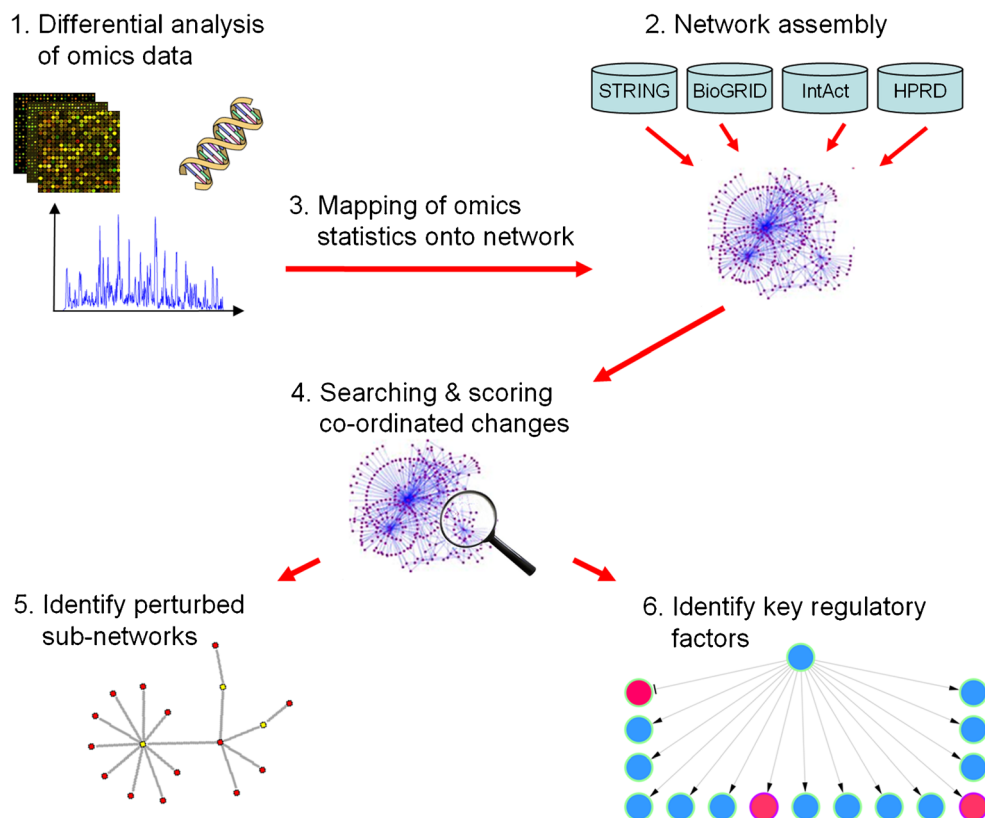 1. Differential analysis
of omics data
2. Network assembly
STRING
BioGRID
IntAct
HPRD
3. Mapping of omics
statistics onto network
4. Searching & scoring
co-ordinated changes
5. Identify perturbed
sub-networks
6. Identify key regulatory
factors